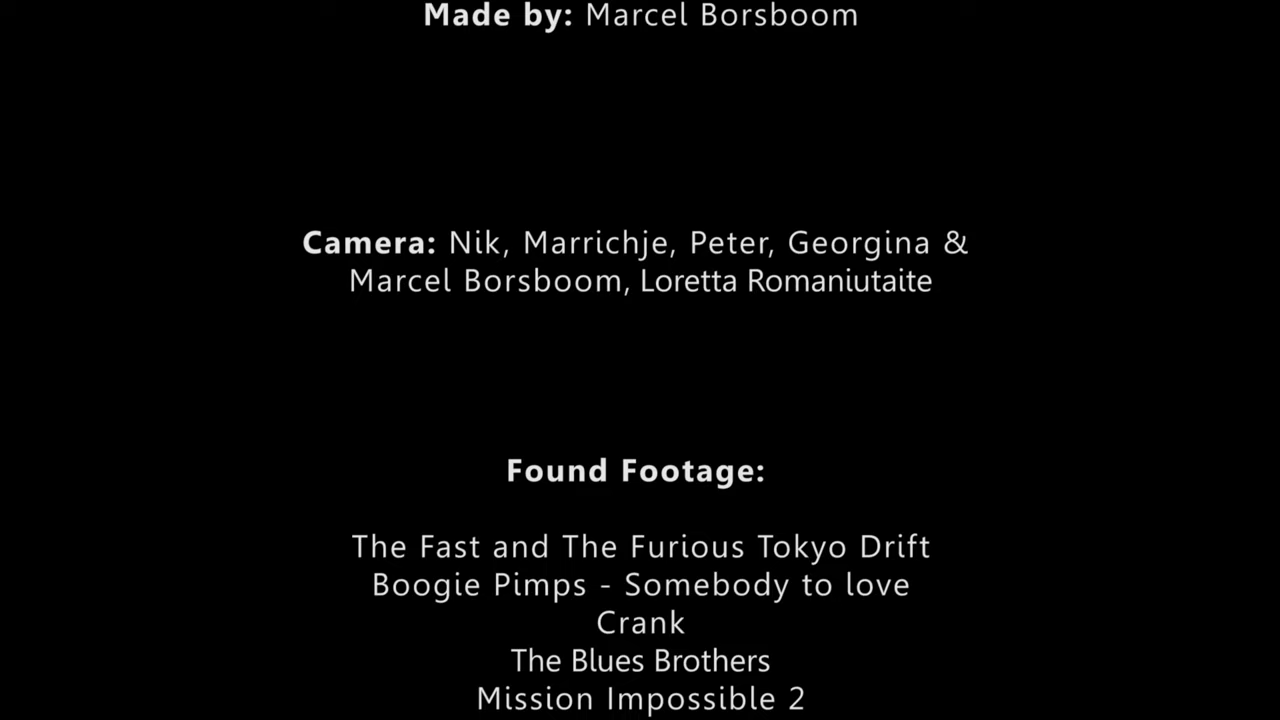 Made by: Marcel Borsboom
Camera: Nik, Marrichje, Peter, Georgina &
Marcel Borsboom, Loretta Romaniutaite
Found Footage:
The Fast and The Furious Tokyo Drift
Boogie Pimps - Somebody to love
Crank
The Blues Brothers
Mission Impossible 2